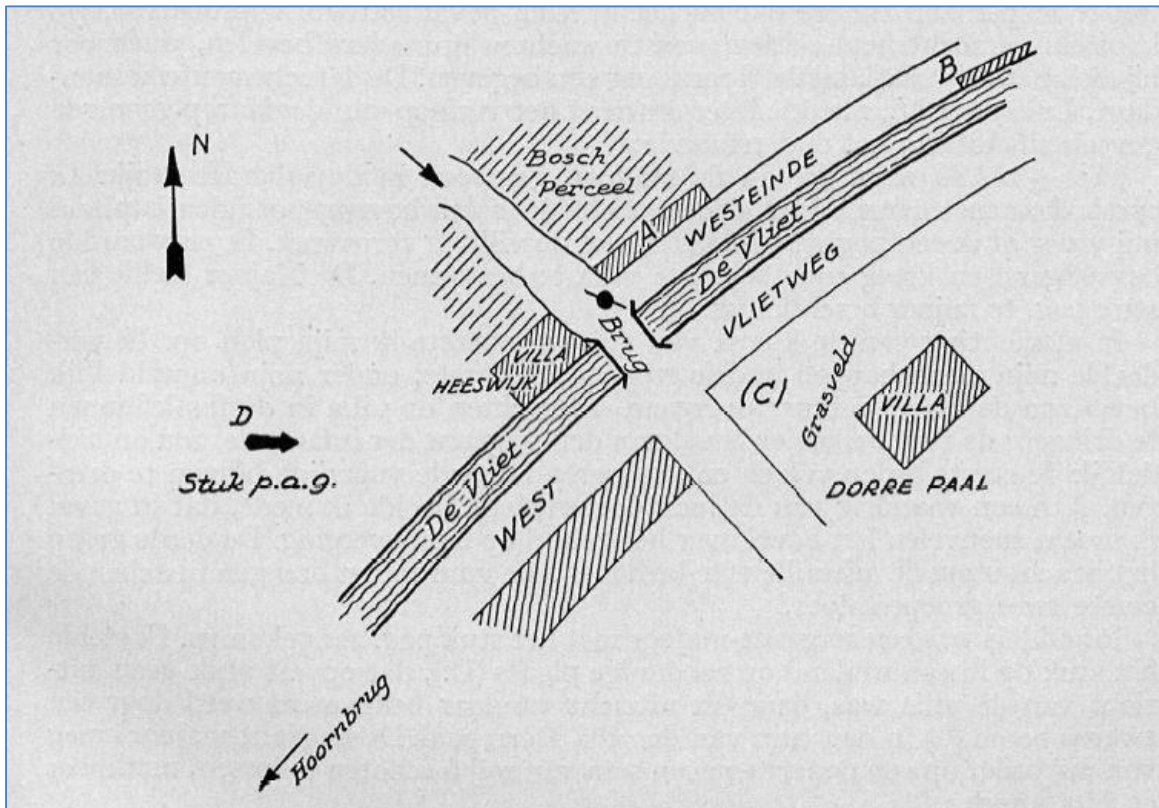 N
Bosch
Perceel
B
A
WESTEINDE
De Vliet
VLIETWEG
Brug
VILLA
HEESWIJK
(C)
Grasveld
VILLA
DORRE PAAL
D
Stuk p.a.g.
De Vliet
WEST
Hoornbrug